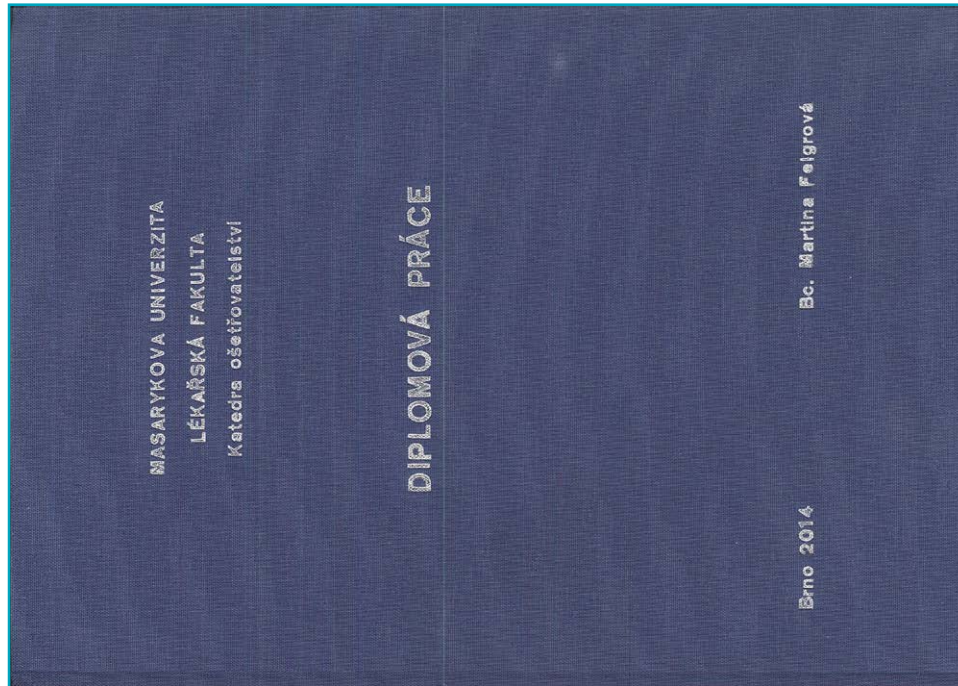 MASARYKOVA UNIVERZITA
LÉKAŘSKÁ FAKULTA
Katedra ošetřovatelství
DIPLOMOVÁ PRÁCE
Brno 2014 Bc. Martina Felgrová